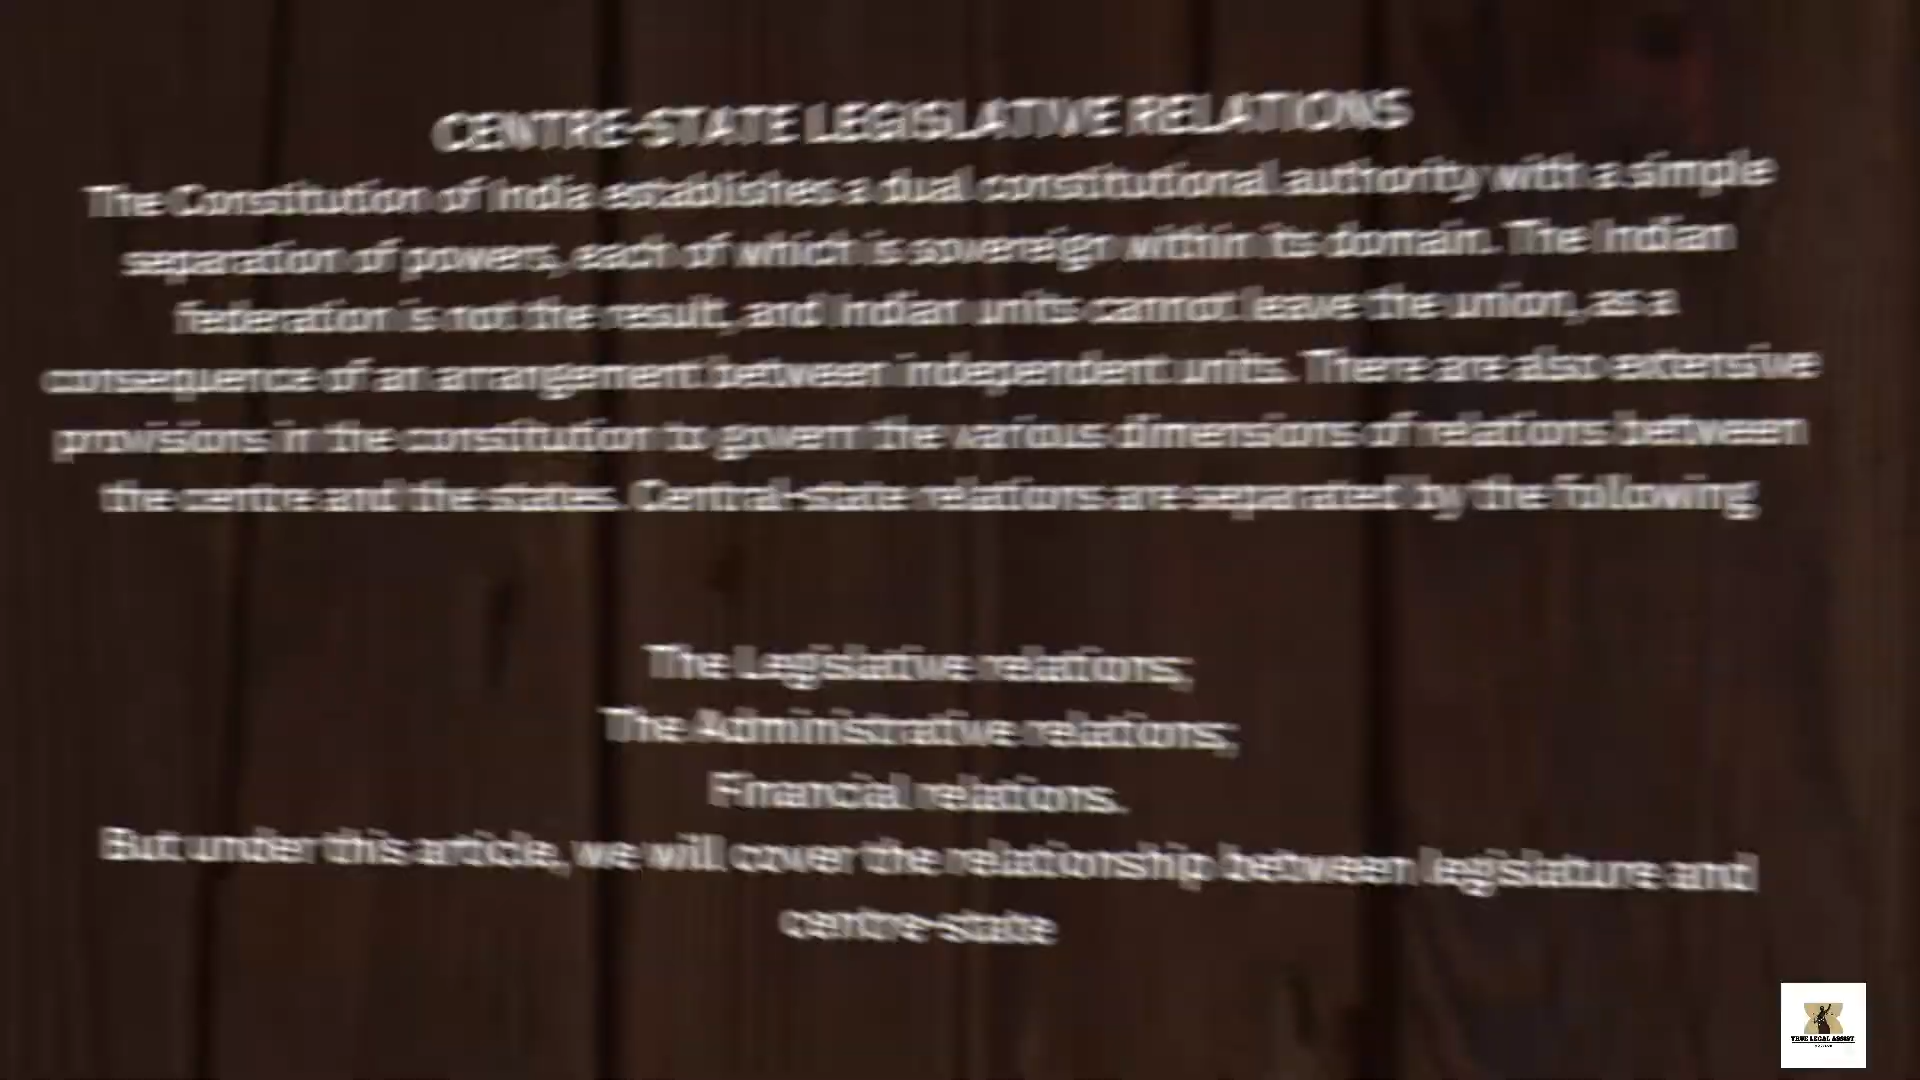 CENTRE-STATE LEGISLATIVE RELATIONS
The Constitution of India establishes a dual constitutional authority with a simple
separation of powers, each of which is sovereign within its domain. The Indian
federation is not the result, and Indian units cannot leave the union, as a
consequence of an arrangement between independent units. There are also extensive
provisions in the constitution to govern the various dimensions of relations between
the centre and the states. Central-state relations are separated by the following
The Legislative relations;
The Administrative relations;
Financial relations.
But under this article, we will cover the relationship between legislature and
centre-state
TRUE LEGAL ASSIST